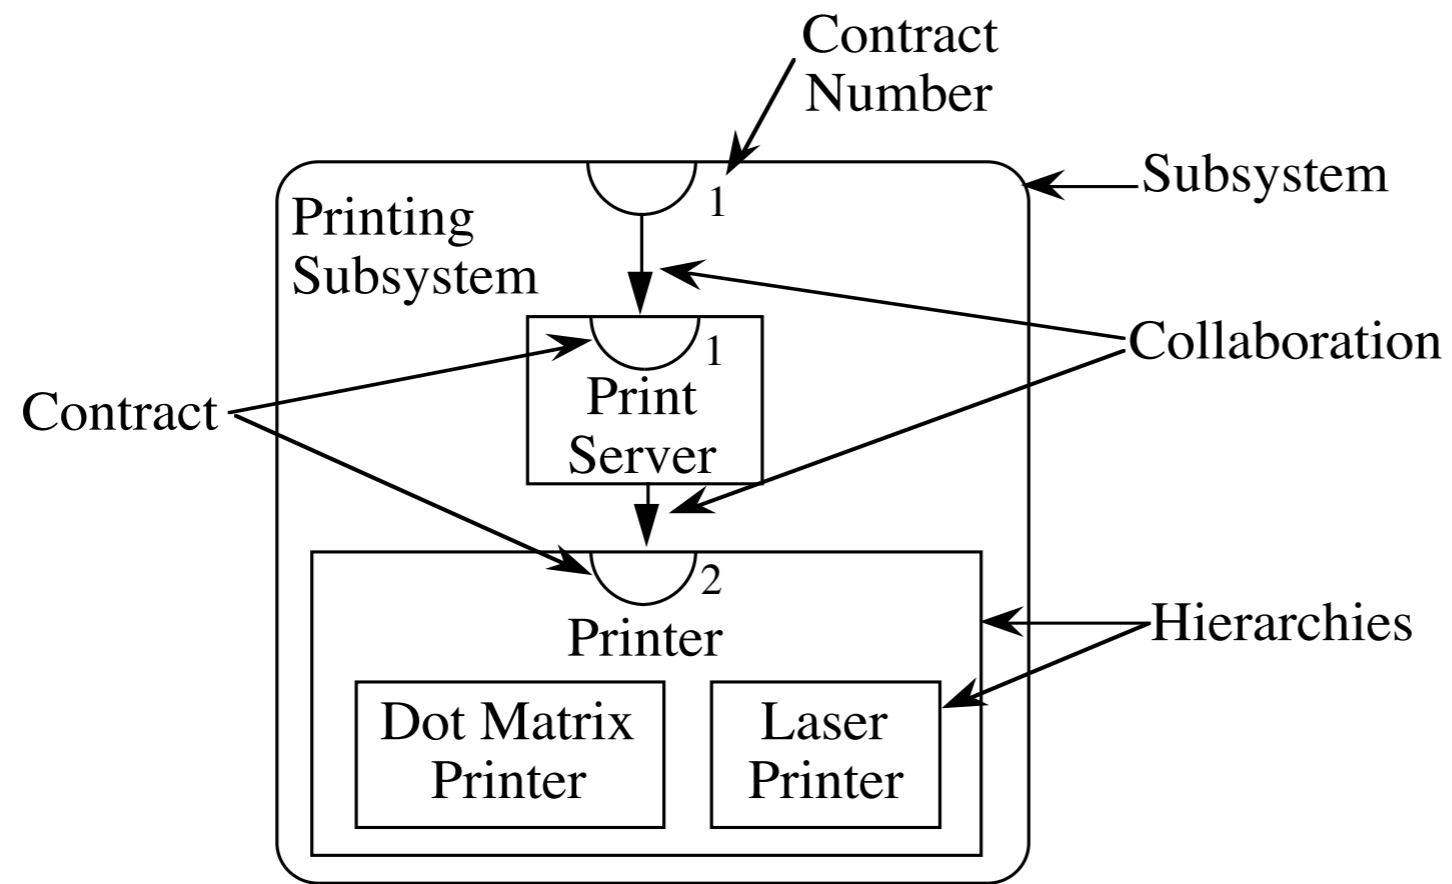 Contract
Number
Subsystem
1
Printing
Subsystem
Collaboration
1
Print
Server
Contract
2
Printer
Hierarchies
Dot Matrix
Printer
Laser
Printer